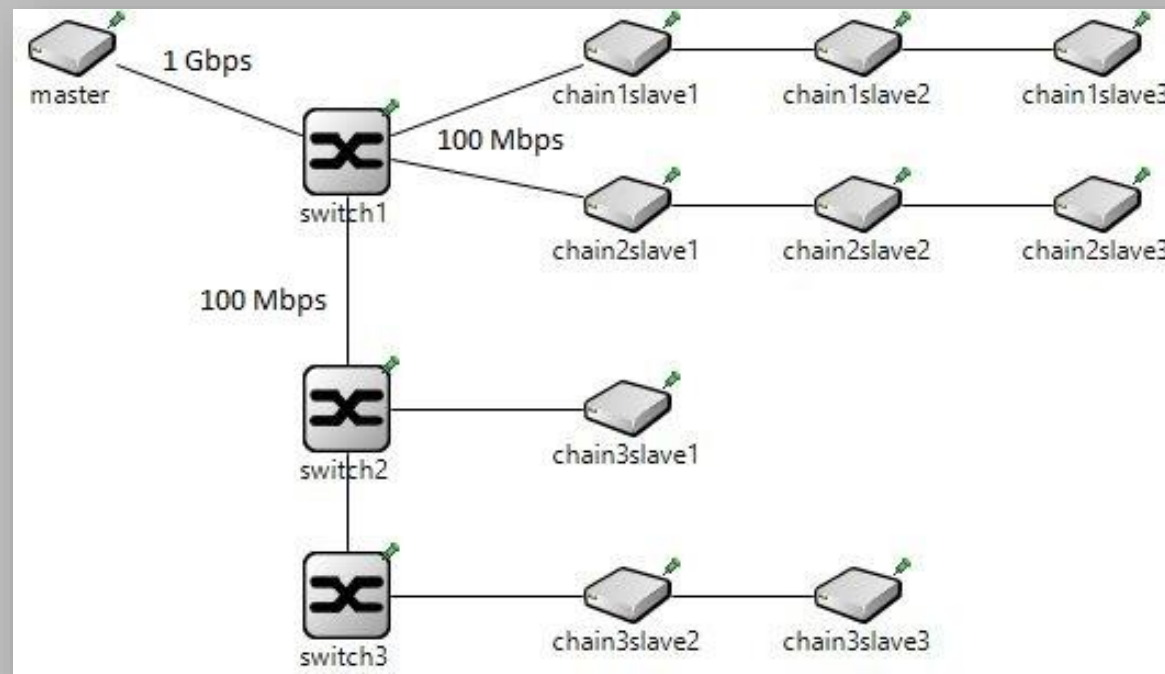 1 Gbps
master
chain1slave1
chain1slave2
chain1slave3
100 Mbps
switch1
chain2slave1
chain2slave2
chain2slave3
100 Mbps
switch2
chain3slave1
switch3
chain3slave2
chain3slave3